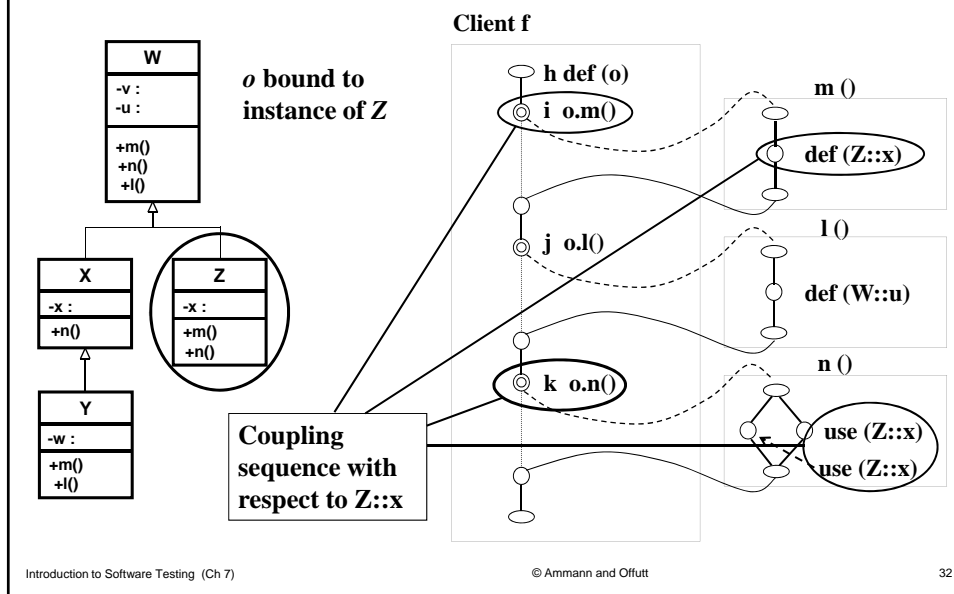 Client f
W
-v :
-u :
+m()
+n()
+l()
o bound to
instance of Z
h def (o)
i o.m()
m ()
def (Z::x)
j o.l()
l ()
def (W::u)
X
-x :
+n()
Z
-x :
+m()
+n()
k o.n()
n ()
use (Z::x)
use (Z::x)
Y
-w :
+m()
+l()
Coupling
sequence with
respect to Z::x
Introduction to Software Testing (Ch 7)
© Ammann and Offutt
32